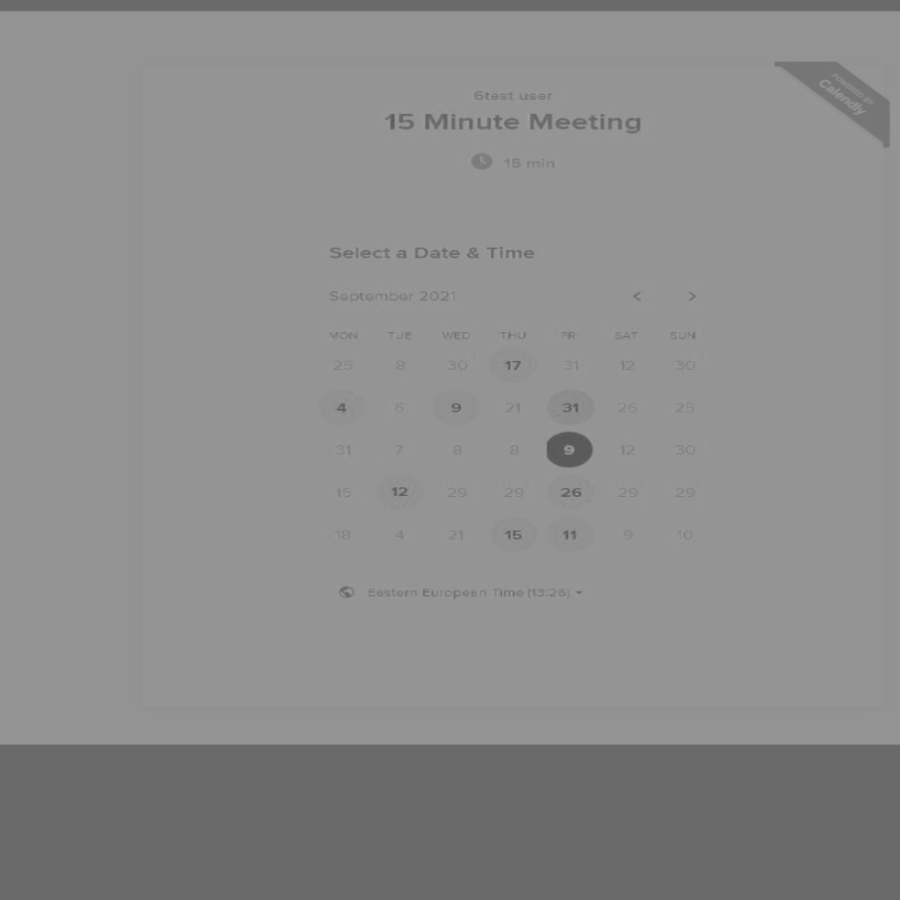 POWERED BY
Calendly
6test user
15 Minute Meeting
15 min
Select a Date & Time
September 2021
< >
MON TUE WED THU FRI SAT SUN
25 8 30 17 31 12 30
4 6 9 21 31 26 25
31 7 8 8 9 12 30
15 12 29 29 26 29 29
18 4 21 15 11 9 10
Eastern European Time (13:26)